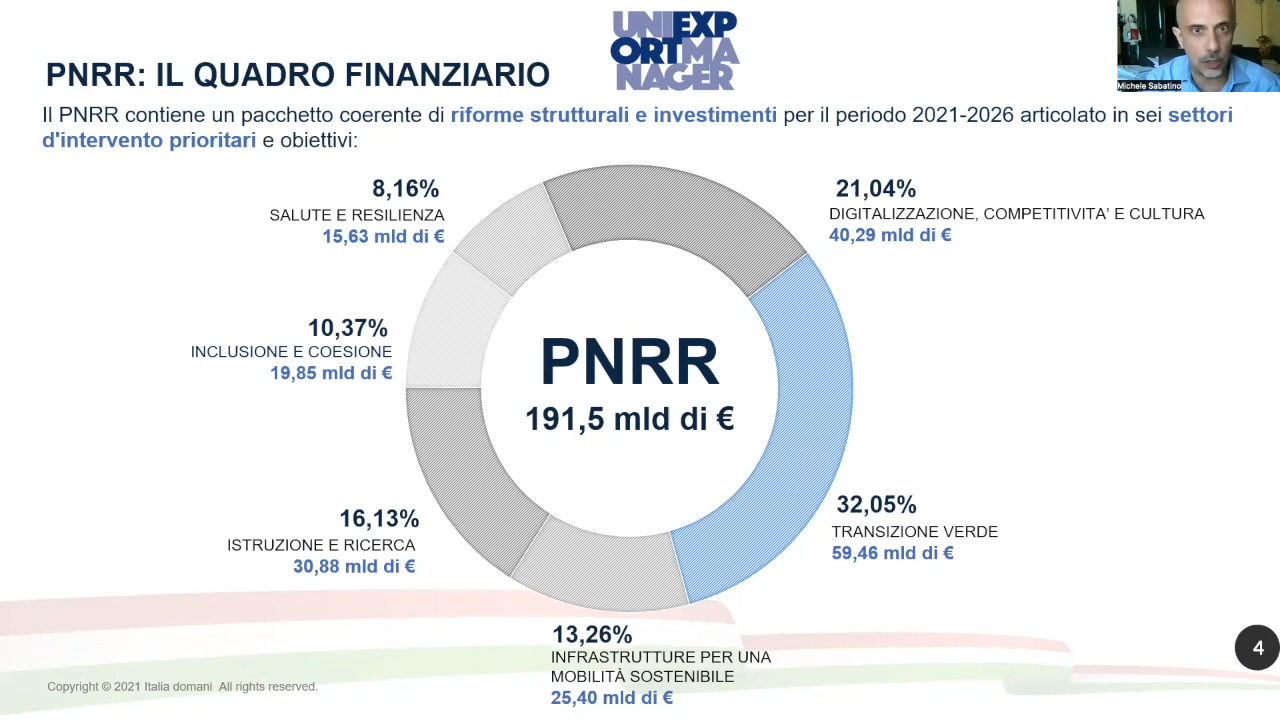 UNIEXP
ORTMA
NAGER
PNRR: IL QUADRO FINANZIARIO
Michele Sabatino
Il PNRR contiene un pacchetto coerente di riforme strutturali e investimenti per il periodo 2021-2026 articolato in sei settori
d'intervento prioritari e obiettivi:
8,16%
SALUTE E RESILIENZA
15,63 mld di €
21,04%
DIGITALIZZAZIONE, COMPETITIVITA' E CULTURA
40,29 mld di €
10,37%
INCLUSIONE E COESIONE
19,85 mld di €
PNRR
191,5 mld di €
16,13%
ISTRUZIONE E RICERCA
30,88 mld di €
32,05%
TRANSIZIONE VERDE
59,46 mld di €
13,26%
INFRASTRUTTURE PER UNA
MOBILITÀ SOSTENIBILE
25,40 mld di €
4
Copyright © 2021 Italia domani All rights reserved.